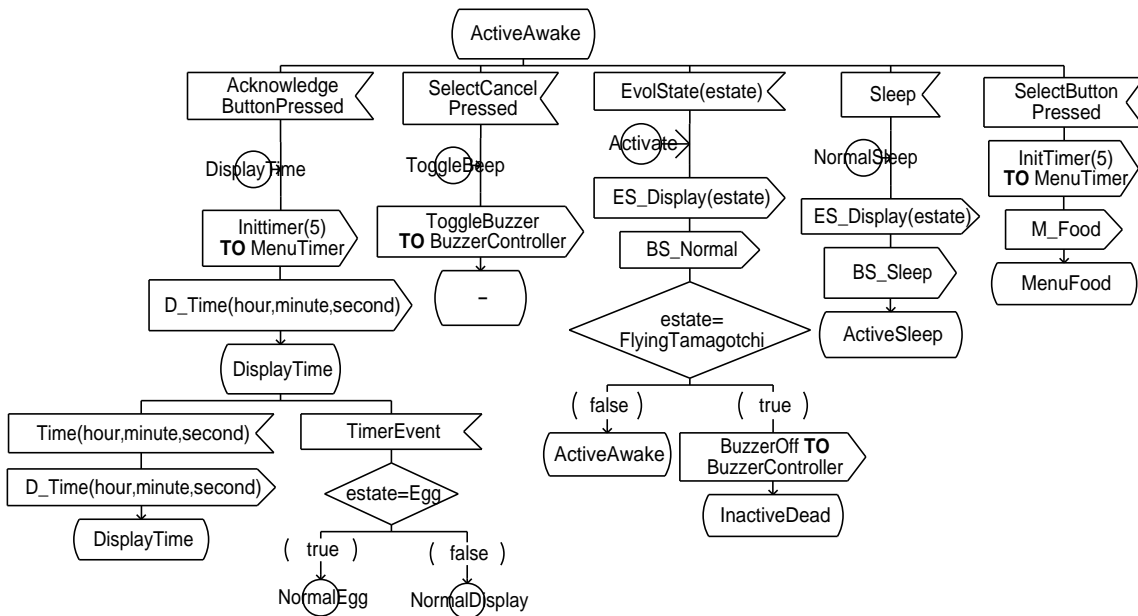 ActiveAwake
Acknowledge
ButtonPressed
SelectCancel
Pressed
EvolState(estate)
Sleep
SelectButton
Pressed
DisplayTime
ToggleBeep
Activate
NormalSleep
InitTimer(5)
TO MenuTimer
Inittimer(5)
TO MenuTimer
ToggleBuzzer
TO BuzzerController
ES_Display(estate)
ES_Display(estate)
M_Food
BS_Normal
BS_Sleep
MenuFood
D_Time(hour,minute,second)
-
estate=
FlyingTamagotchi
ActiveSleep
DisplayTime
( false )
( true )
Time(hour,minute,second)
TimerEvent
ActiveAwake
BuzzerOff TO
BuzzerController
D_Time(hour,minute,second)
estate=Egg
InactiveDead
DisplayTime
( true )
( false )
NormalEgg
NormalDisplay